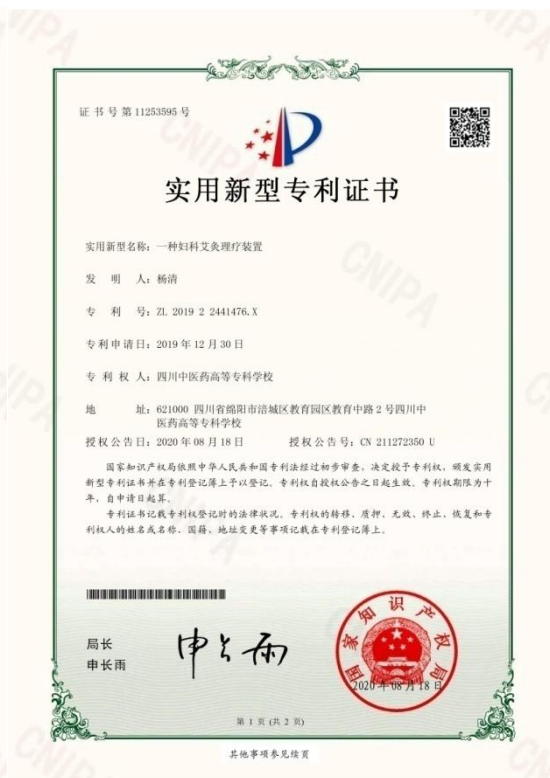 证书号第11253595号
实用新型专利证书
实用新型名称：一种妇科艾灸理疗装置
发明人：杨清
专利号：ZL 2019 2 2441476.X
专利申请日：2019年12月30日
专利权人：四川中医药高等专科学校
地址：621000 四川省绵阳市涪城区教育园区教育中路2号四川中
医药高等专科学校
授权公告日：2020年08月18日 授权公告号：CN 211272350 U
国家知识产权局依照中华人民共和国专利法经过初步审查，决定授予专利权，颁发实用
新型专利证书并在专利登记簿上予以登记。专利权自授权公告之日起生效。专利权期限为十
年，自申请日起算。
专利证书记载专利权登记时的法律状况。专利权的转移、质押、无效、终止、恢复和专
利权人的姓名或名称、国籍、地址变更等事项记载在专利登记簿上。
局长
申长雨
申长雨
国家知识产权局
2020年08月18日
第 1 页 (共 2 页)
其他事项参见续页
CNIPA
CNIPA
CNIPA
CNIPA